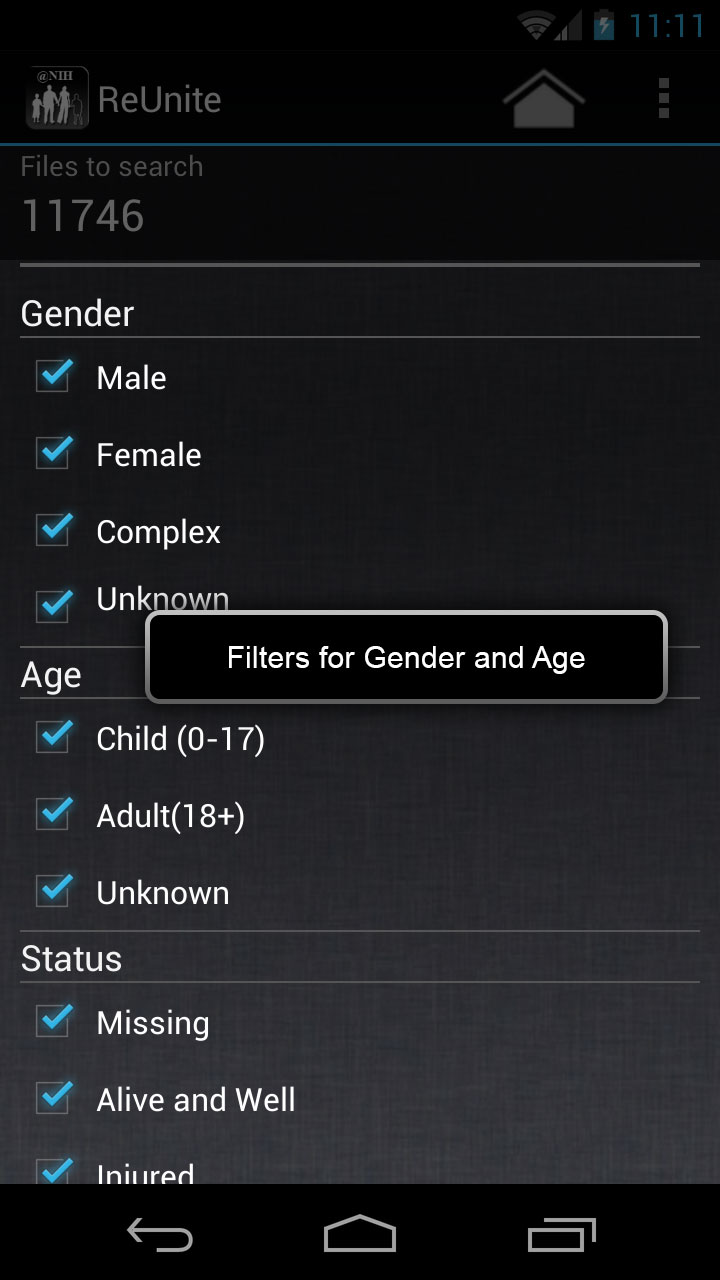 11:11
@NIH
ReUnite
Files to search
11746
Gender
Male
Female
Complex
Unknown
Filters for Gender and Age
Age
Child (0-17)
Adult(18+)
Unknown
Status
Missing
Alive and Well
Injured